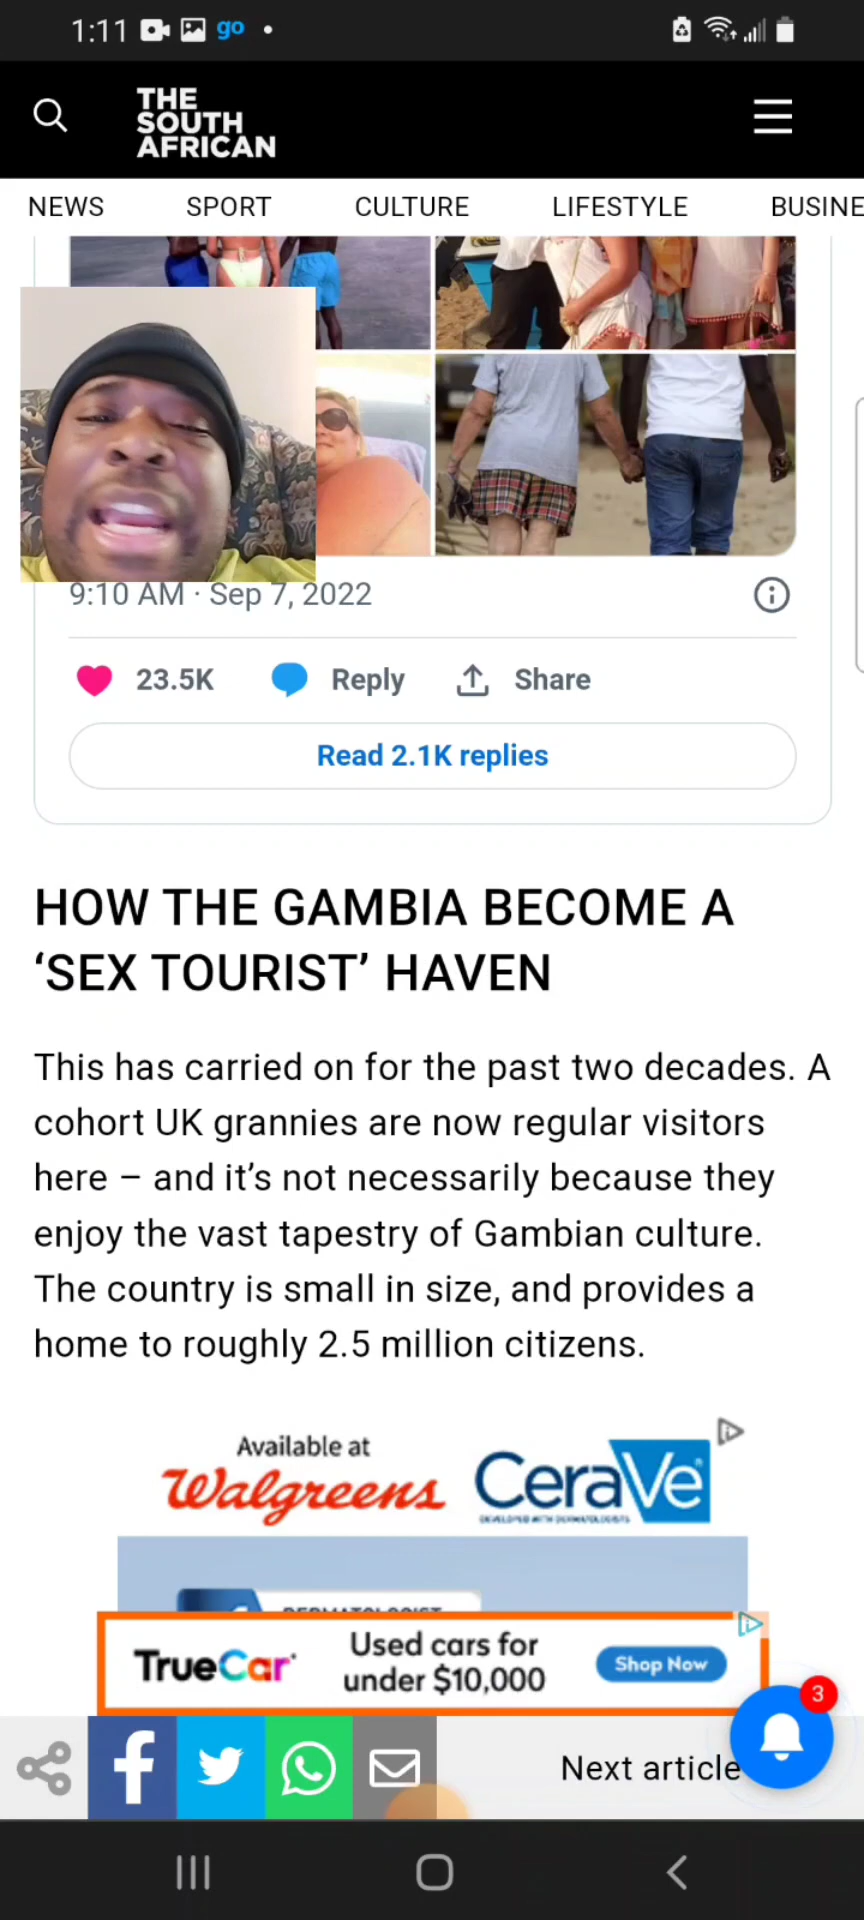 1:11 go
THE
SOUTH
AFRICAN
NEWS SPORT CULTURE LIFESTYLE BUSINE
9:10 AM · Sep 7, 2022
23.5K Reply Share
Read 2.1K replies
HOW THE GAMBIA BECOME A
‘SEX TOURIST’ HAVEN
This has carried on for the past two decades. A
cohort UK grannies are now regular visitors
here – and it’s not necessarily because they
enjoy the vast tapestry of Gambian culture.
The country is small in size, and provides a
home to roughly 2.5 million citizens.
Available at
Walgreens CeraVe
DEVELOPED WITH DERMATOLOGISTS
DERMATOLOGIST
TrueCar
Used cars for
under $10,000
Shop Now
3
Next article